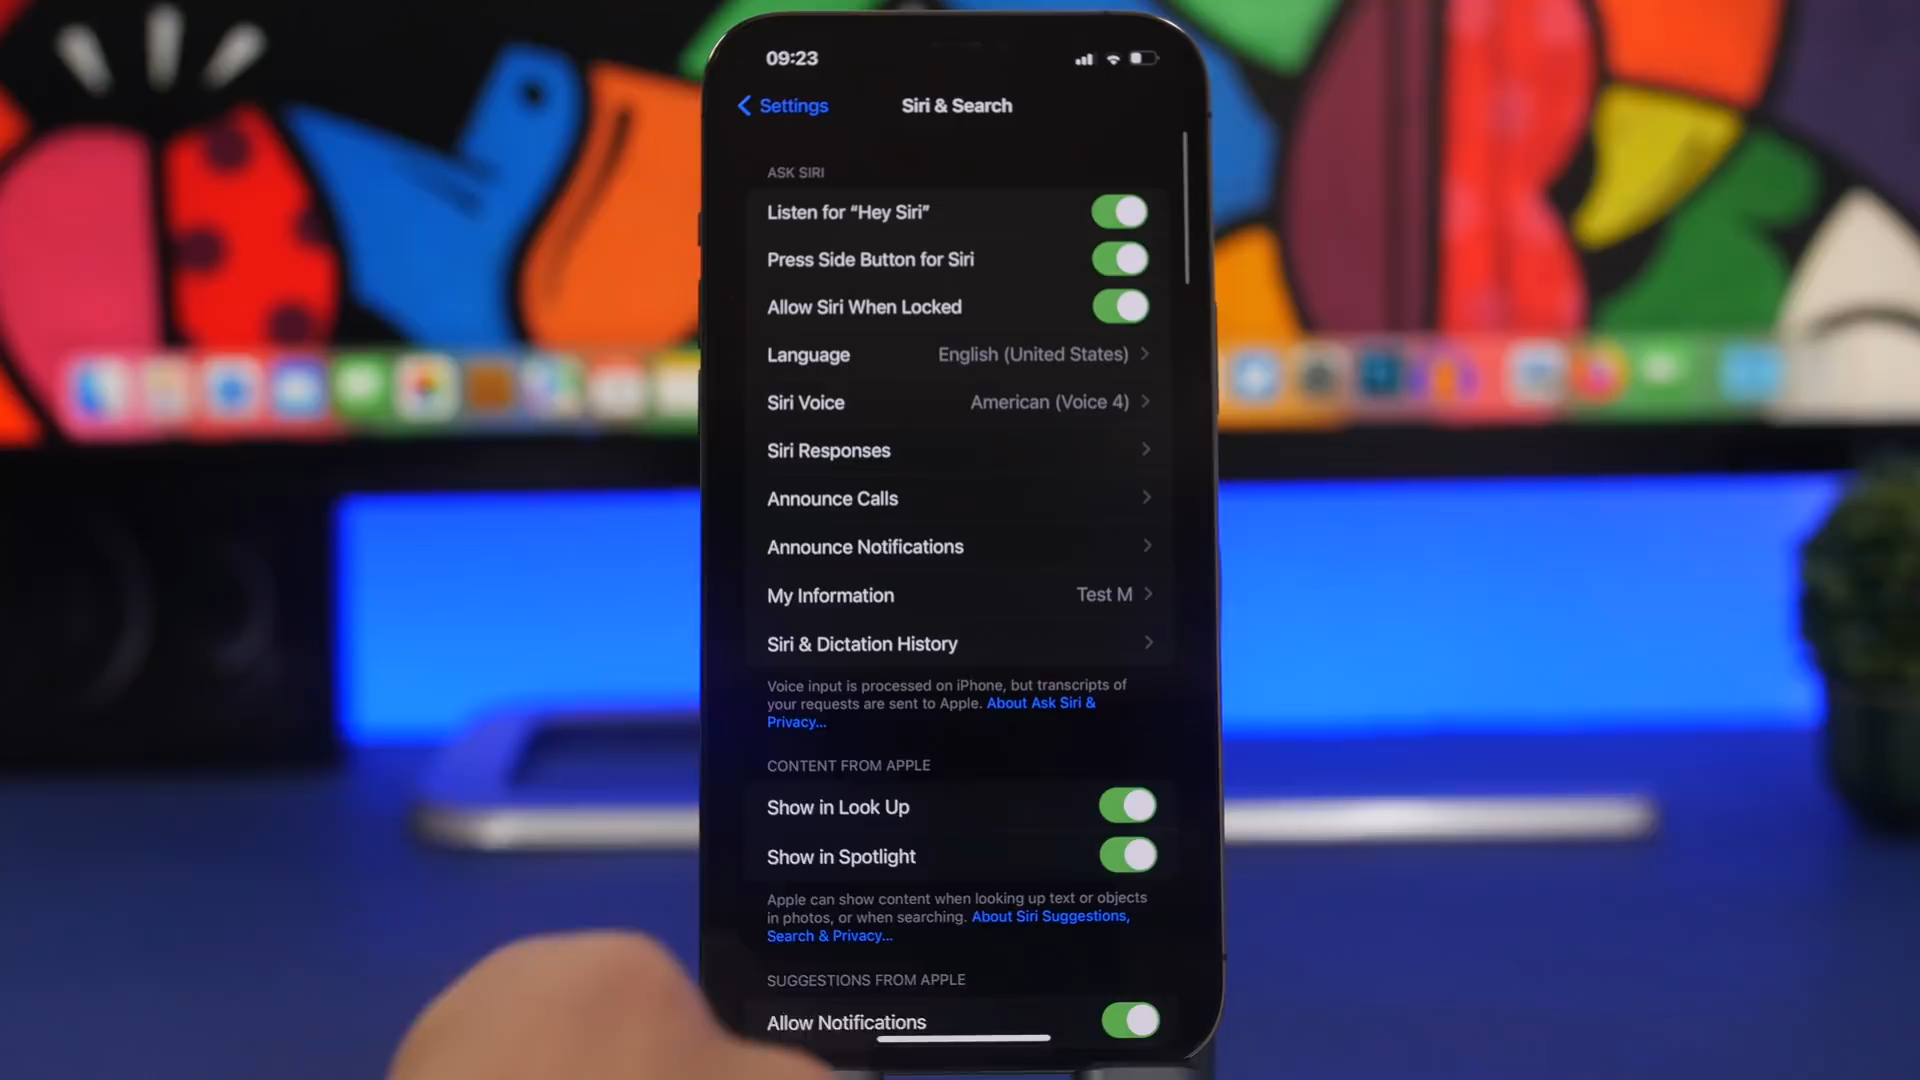 09:23
Settings
Siri & Search
ASK SIRI
Listen for “Hey Siri”
Press Side Button for Siri
Allow Siri When Locked
Language English (United States)
Siri Voice American (Voice 4)
Siri Responses
Announce Calls
Announce Notifications
My Information Test M
Siri & Dictation History
Voice input is processed on iPhone, but transcripts of
your requests are sent to Apple. About Ask Siri &
Privacy...
CONTENT FROM APPLE
Show in Look Up
Show in Spotlight
Apple can show content when looking up text or objects
in photos, or when searching. About Siri Suggestions,
Search & Privacy...
SUGGESTIONS FROM APPLE
Allow Notifications